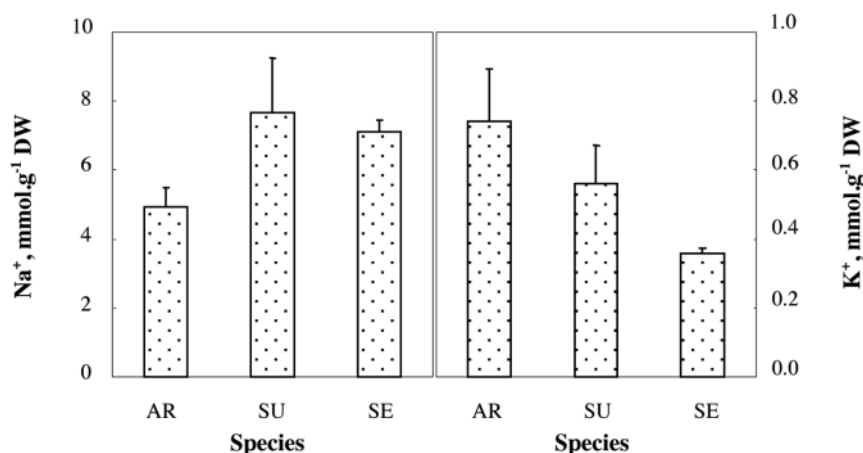 10
8
6
4
2
0
Na⁺, mmol.g⁻¹ DW
AR SU SE
Species
AR SU SE
Species
1.0
0.8
0.6
0.4
0.2
0.0
K⁺, mmol.g⁻¹ DW